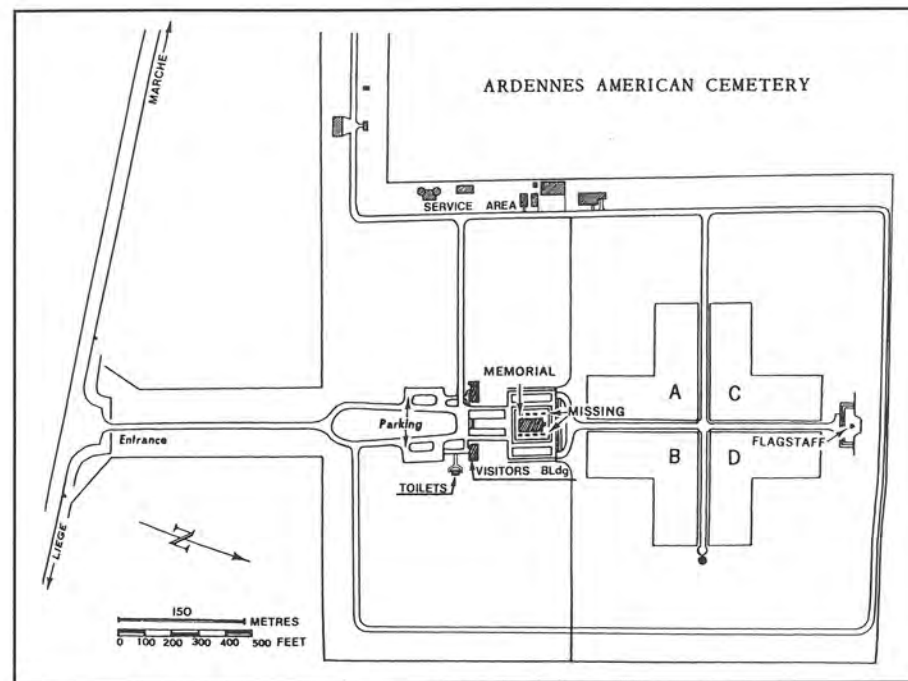 ARDENNES AMERICAN CEMETERY
MARCHE
SERVICE AREA
MEMORIAL
MISSING
A
C
Parking
Entrance
FLAGSTAFF
B
D
VISITORS BLdg
TOILETS
LIEGE
N
150
METRES
0 100 200 300 400 500 FEET